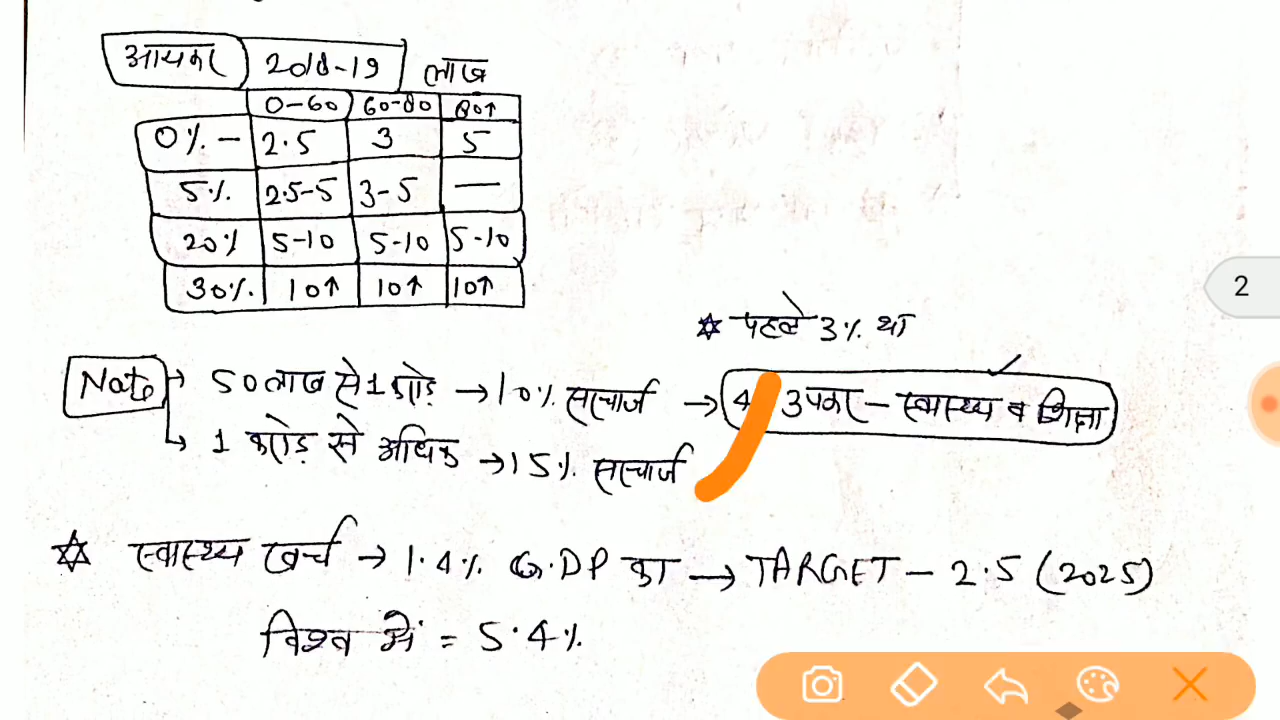 आयकर 2018-19 लाख
0-60 60-80 80↑
0% - 2.5 3 5
5% 2.5-5 3-5 —
20% 5-10 5-10 5-10
30% 10↑ 10↑ 10↑
☆ पहले 3% था
Note → 50 लाख से 1 करोड़ → 10% सरचार्ज → 4 उपकर – स्वास्थ्य व शिक्षा
↳ 1 करोड़ से अधिक → 15% सरचार्ज
☆ स्वास्थ्य खर्च → 1.4% G.DP का → TARGET – 2.5 (2025)
विश्व में = 5.4%
2